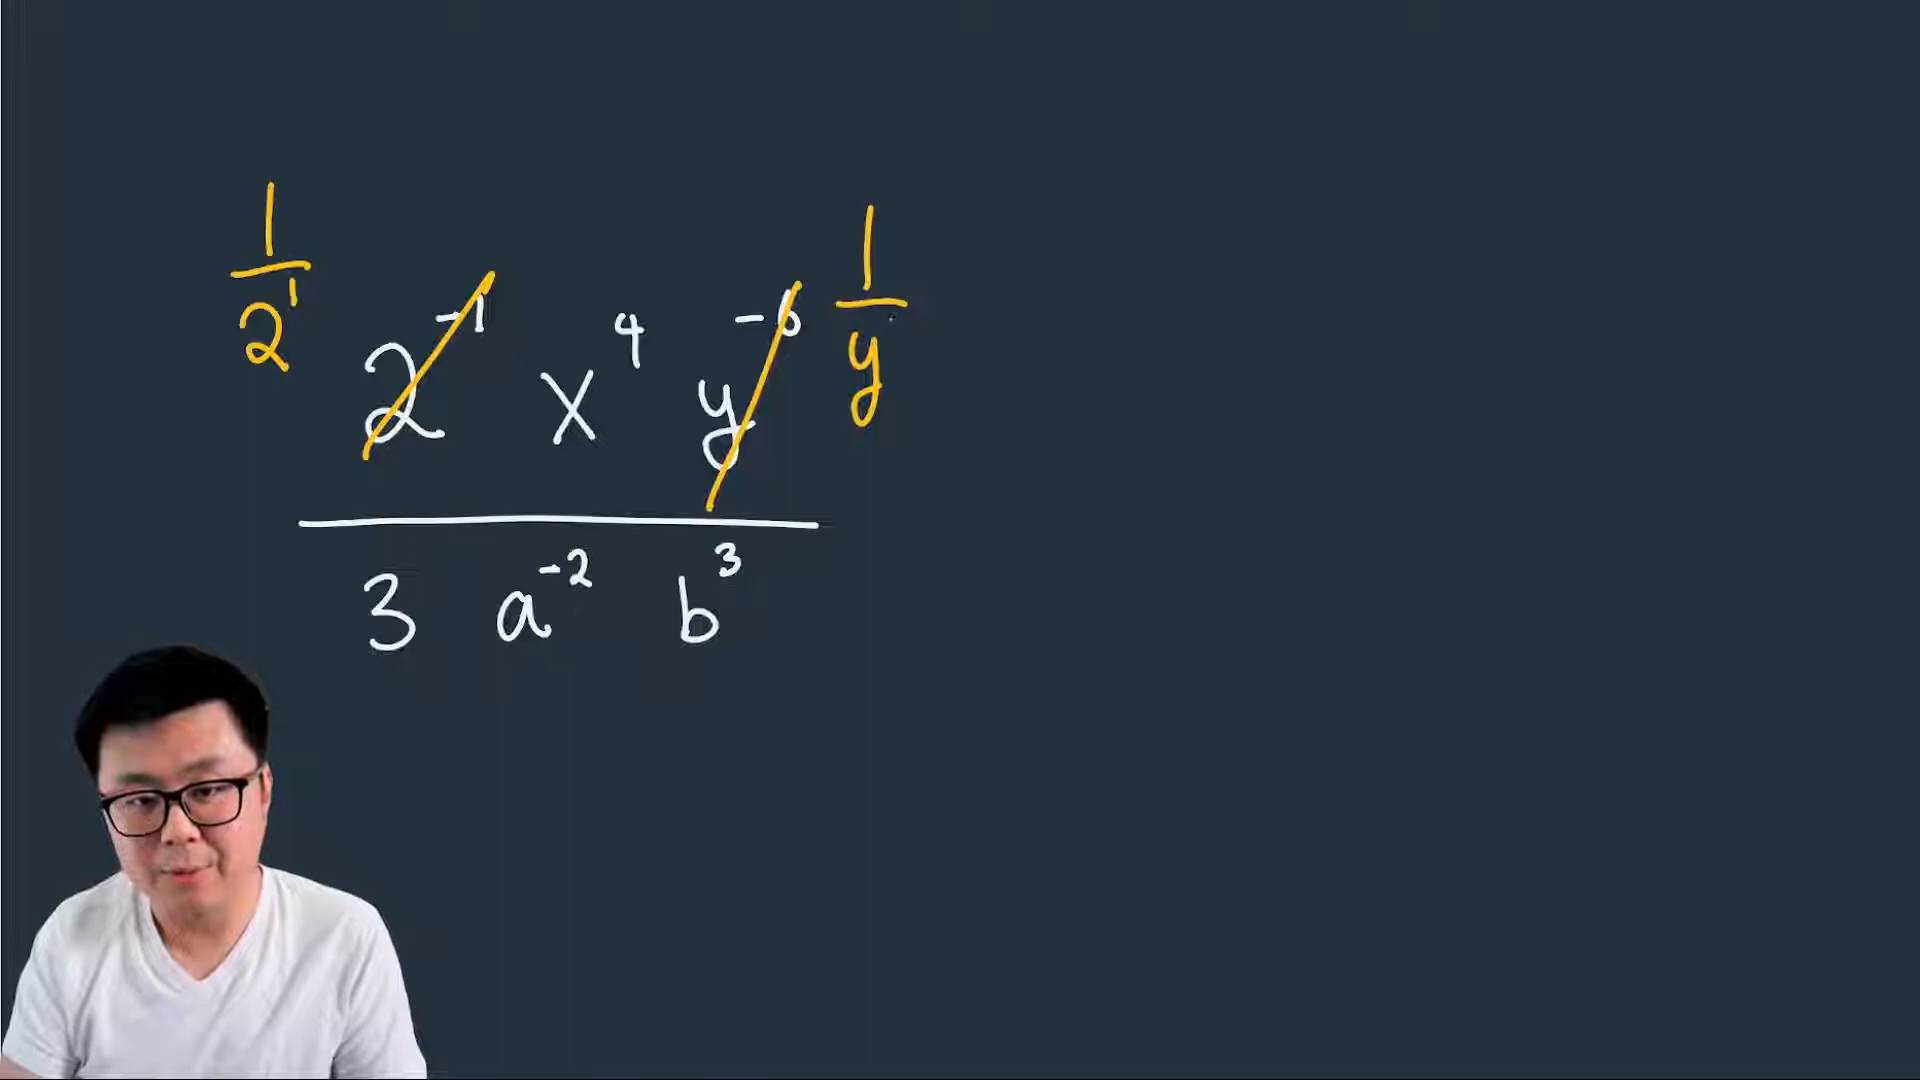 1/2¹ 2⁻¹ x⁴ y⁻⁶ 1/y
3 a⁻² b³